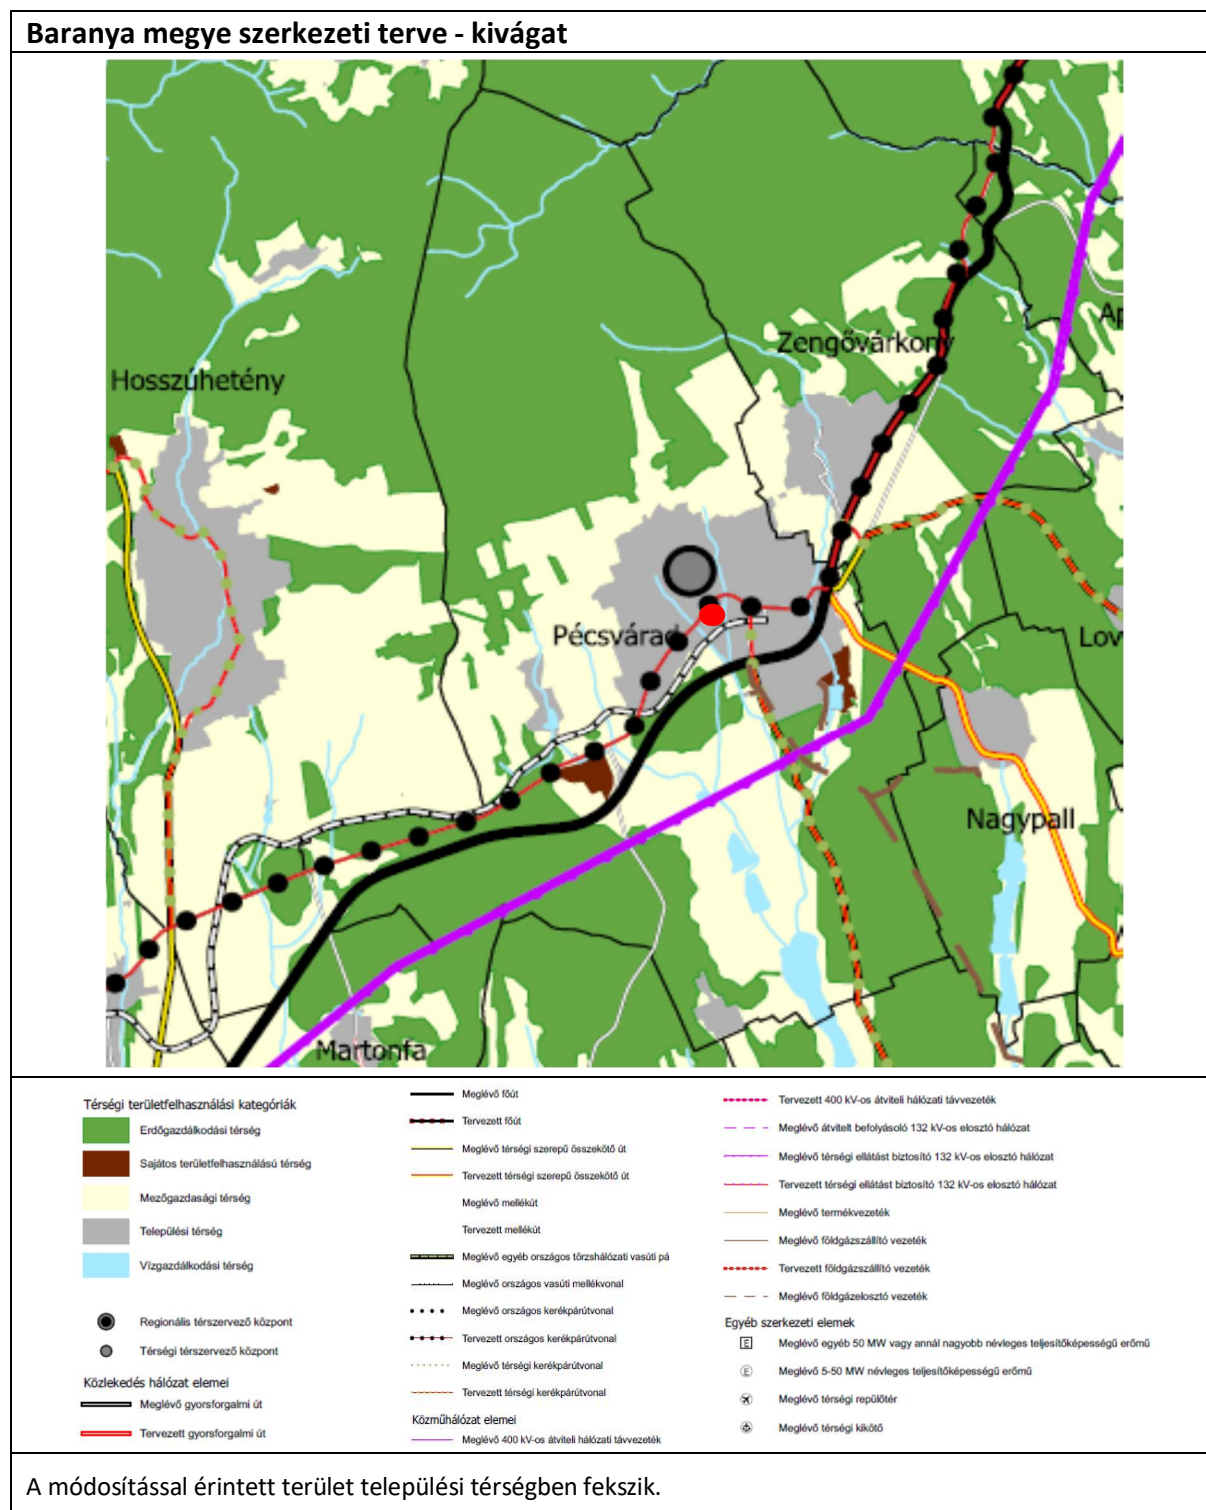 Baranya megye szerkezeti terve - kivágat
Zengővárkony
Hosszúhetény
Pécsvárad
Nagypall
Martonfa
Térségi területfelhasználási kategóriák
Erdőgazdálkodási térség
Sajátos területfelhasználású térség
Mezőgazdasági térség
Települési térség
Vízgazdálkodási térség
Regionális térszervező központ
Térségi térszervező központ
Közlekedés hálózat elemei
Meglévő gyorsforgalmi út
Tervezett gyorsforgalmi út
Meglévő főút
Tervezett főút
Meglévő térségi szerepű összekötő út
Tervezett térségi szerepű összekötő út
Meglévő mellékút
Tervezett mellékút
Meglévő egyéb országos törzshálózati vasúti pá
Meglévő országos vasúti mellékvonal
Meglévő országos kerékpárútvonal
Tervezett országos kerékpárútvonal
Meglévő térségi kerékpárútvonal
Tervezett térségi kerékpárútvonal
Közműhálózat elemei
Meglévő 400 kV-os átviteli hálózati távvezeték
Tervezett 400 kV-os átviteli hálózati távvezeték
Meglévő átvitelt befolyásoló 132 kV-os elosztó hálózat
Meglévő térségi ellátást biztosító 132 kV-os elosztó hálózat
Tervezett térségi ellátást biztosító 132 kV-os elosztó hálózat
Meglévő termékvezeték
Meglévő földgázszállító vezeték
Tervezett földgázszállító vezeték
Meglévő földgázelosztó vezeték
Egyéb szerkezeti elemek
E Meglévő egyéb 50 MW vagy annál nagyobb névleges teljesítőképességű erőmű
E Meglévő 5-50 MW névleges teljesítőképességű erőmű
Meglévő térségi repülőtér
Meglévő térségi kikötő
A módosítással érintett terület települési térségben fekszik.